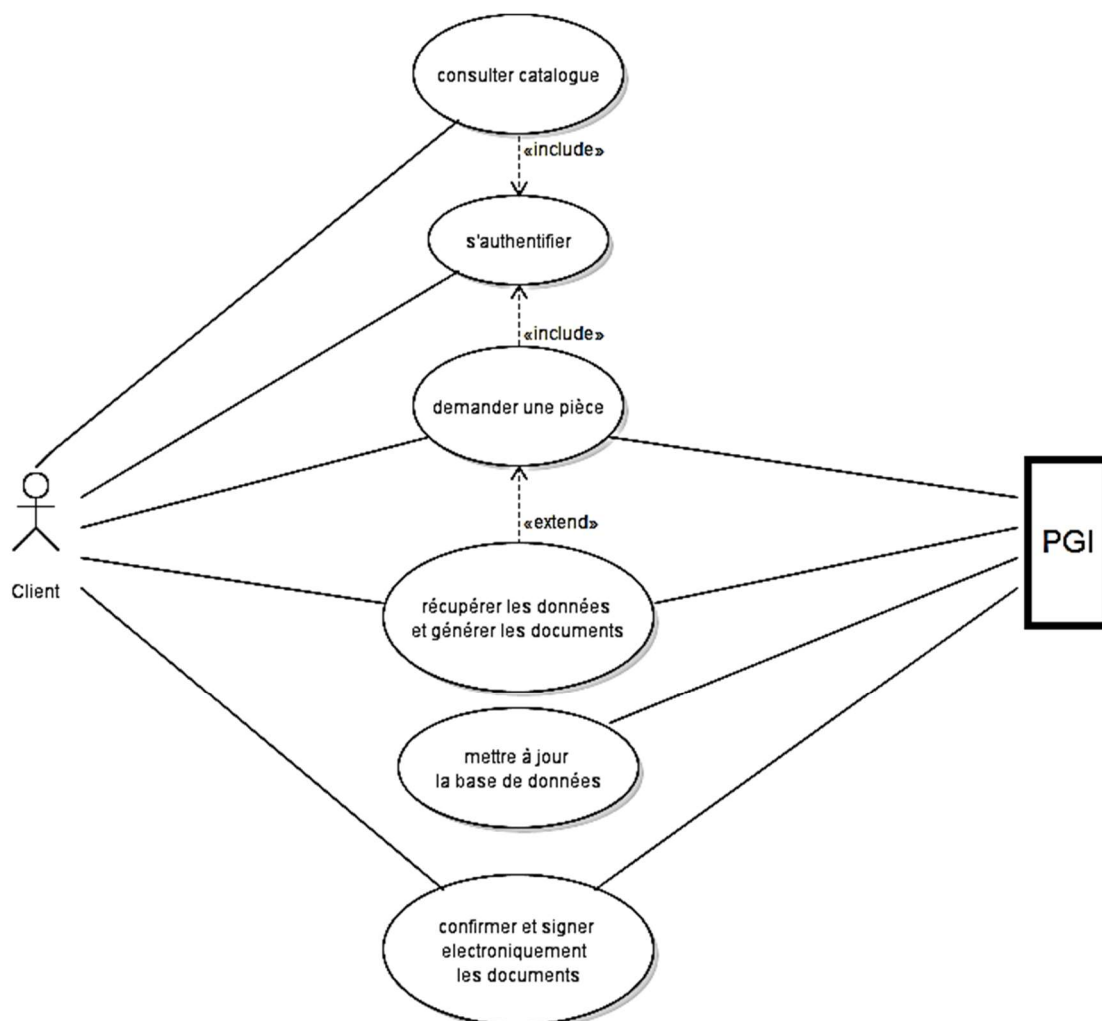 consulter catalogue
«include»
s'authentifier
«include»
demander une pièce
«extend»
PGI
Client
récupérer les données
et générer les documents
mettre à jour
la base de données
confirmer et signer
electroniquement
les documents